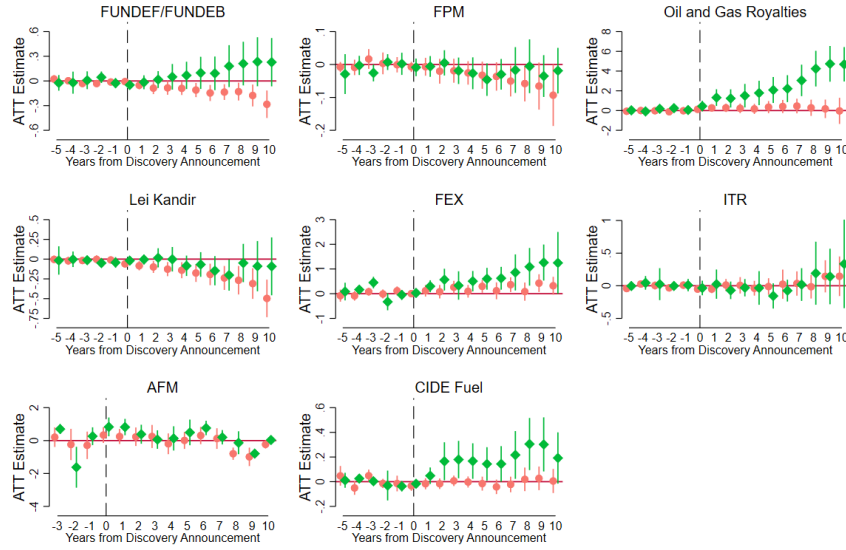 FUNDEF/FUNDEB
ATT Estimate
.6
.3
0
-.3
-.6
-5 -4 -3 -2 -1 0 1 2 3 4 5 6 7 8 9 10
Years from Discovery Announcement
FPM
ATT Estimate
.1
0
-.1
-.2
-5 -4 -3 -2 -1 0 1 2 3 4 5 6 7 8 9 10
Years from Discovery Announcement
Oil and Gas Royalties
ATT Estimate
8
6
4
2
0
-2
-5 -4 -3 -2 -1 0 1 2 3 4 5 6 7 8 9 10
Years from Discovery Announcement
Lei Kandir
ATT Estimate
.5
.25
0
-.25
-.5
-.75
-5 -4 -3 -2 -1 0 1 2 3 4 5 6 7 8 9 10
Years from Discovery Announcement
FEX
ATT Estimate
3
2
1
0
-1
-5 -4 -3 -2 -1 0 1 2 3 4 5 6 7 8 9 10
Years from Discovery Announcement
ITR
ATT Estimate
1
.5
0
-.5
-5 -4 -3 -2 -1 0 1 2 3 4 5 6 7 8 9 10
Years from Discovery Announcement
AFM
ATT Estimate
2
0
-2
-4
-3 -2 -1 0 1 2 3 4 5 6 7 8 9 10
Years from Discovery Announcement
CIDE Fuel
ATT Estimate
.6
.4
.2
0
-.2
-5 -4 -3 -2 -1 0 1 2 3 4 5 6 7 8 9 10
Years from Discovery Announcement